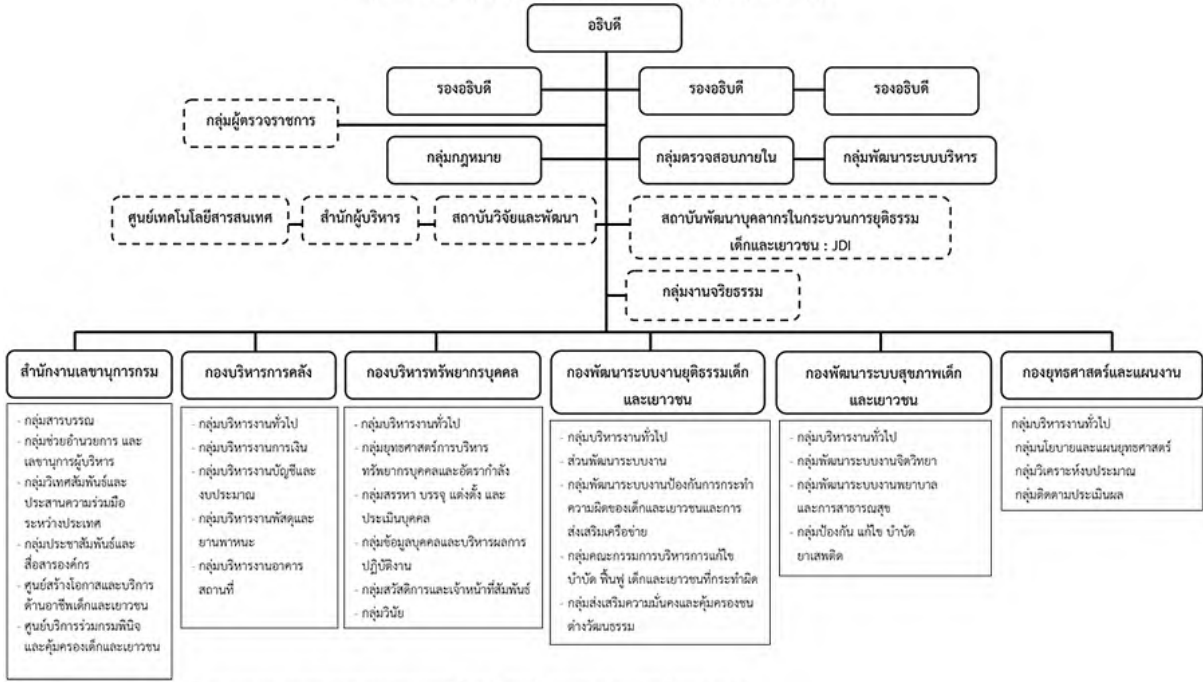 อธิบดี
รองอธิบดี
รองอธิบดี
รองอธิบดี
กลุ่มผู้ตรวจราชการ
กลุ่มกฎหมาย
กลุ่มตรวจสอบภายใน
กลุ่มพัฒนาระบบบริหาร
ศูนย์เทคโนโลยีสารสนเทศ
สำนักผู้บริหาร
สถาบันวิจัยและพัฒนา
สถาบันพัฒนาบุคลากรในกระบวนการยุติธรรม
เด็กและเยาวชน : JDI
กลุ่มงานจริยธรรม
สำนักงานเลขานุการกรม
- กลุ่มสารบรรณ
- กลุ่มช่วยอำนวยการ และ
เลขานุการผู้บริหาร
- กลุ่มวิเทศสัมพันธ์และ
ประสานความร่วมมือ
ระหว่างประเทศ
- กลุ่มประชาสัมพันธ์และ
สื่อสารองค์กร
- ศูนย์สร้างโอกาสและบริการ
ด้านอาชีพเด็กและเยาวชน
- ศูนย์บริการร่วมกรมพินิจ
และคุ้มครองเด็กและเยาวชน
กองบริหารการคลัง
- กลุ่มบริหารงานทั่วไป
- กลุ่มบริหารงานการเงิน
- กลุ่มบริหารงานบัญชีและ
งบประมาณ
- กลุ่มบริหารงานพัสดุและ
ยานพาหนะ
- กลุ่มบริหารงานอาคาร
สถานที่
กองบริหารทรัพยากรบุคคล
- กลุ่มบริหารงานทั่วไป
- กลุ่มยุทธศาสตร์การบริหาร
ทรัพยากรบุคคลและอัตรากำลัง
- กลุ่มสรรหา บรรจุ แต่งตั้ง และ
ประเมินบุคคล
- กลุ่มข้อมูลบุคคลและบริหารผลการ
ปฏิบัติงาน
- กลุ่มสวัสดิการและเจ้าหน้าที่สัมพันธ์
- กลุ่มวินัย
กองพัฒนาระบบงานยุติธรรมเด็ก
และเยาวชน
- กลุ่มบริหารงานทั่วไป
- ส่วนพัฒนาระบบงาน
- กลุ่มพัฒนาระบบงานป้องกันการกระทำ
ความผิดของเด็กและเยาวชนและการ
ส่งเสริมเครือข่าย
- กลุ่มคณะกรรมการบริหารการแก้ไข
บำบัด ฟื้นฟู เด็กและเยาวชนที่กระทำผิด
- กลุ่มส่งเสริมความมั่นคงและคุ้มครองชน
ต่างวัฒนธรรม
กองพัฒนาระบบสุขภาพเด็ก
และเยาวชน
- กลุ่มบริหารงานทั่วไป
- กลุ่มพัฒนาระบบงานจิตวิทยา
- กลุ่มพัฒนาระบบงานพยาบาล
และการสาธารณสุข
- กลุ่มป้องกัน แก้ไข บำบัด
ยาเสพติด
กองยุทธศาสตร์และแผนงาน
กลุ่มบริหารงานทั่วไป
กลุ่มนโยบายและแผนยุทธศาสตร์
กลุ่มวิเคราะห์งบประมาณ
กลุ่มติดตามประเมินผล